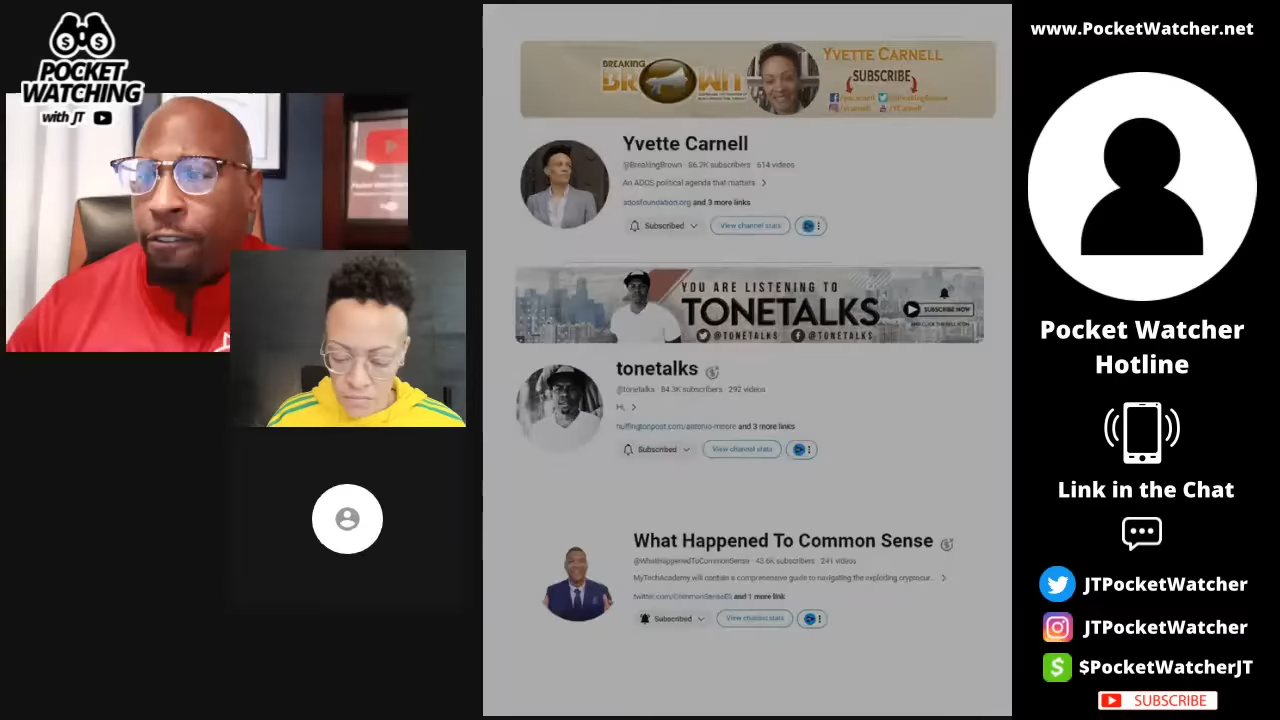 POCKET
WATCHING
with JT
BREAKING
BROWN
YVETTE CARNELL
SUBSCRIBE
Yvette Carnell
@BreakingBrown · 86.2K subscribers · 614 videos
An ADOS political agenda that matters >
adosfoundation.org and 3 more links
Subscribed
View channel stats
YOU ARE LISTENING TO
TONETALKS
SUBSCRIBE NOW
@TONETALKS @TONETALKS
tonetalks
@tonetalks · 84.3K subscribers · 292 videos
Hi, >
huffingtonpost.com/antonio-moore and 3 more links
Subscribed
View channel stats
What Happened To Common Sense
@WhatHappenedToCommonSense · 43.6K subscribers · 241 videos
MyTechAcademy will contain a comprehensive guide to navigating the exploding cryptocur... >
and 1 more link
Subscribed
View channel stats
www.PocketWatcher.net
Pocket Watcher
Hotline
Link in the Chat
JTPocketWatcher
JTPocketWatcher
$PocketWatcherJT
SUBSCRIBE